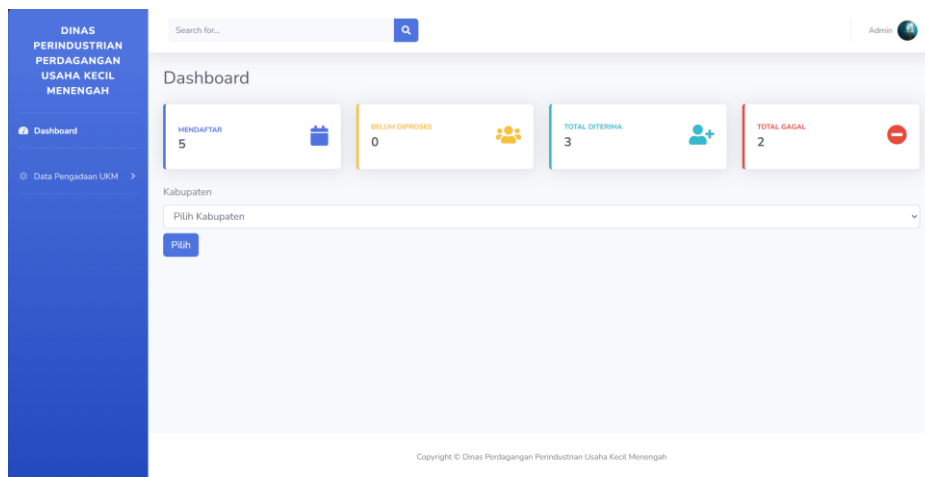 DINAS
PERINDUSTRIAN
PERDAGANGAN
USAHA KECIL
MENENGAH
Dashboard
Data Pengadaan UKM
Search for...
Admin
Dashboard
MENDAFTAR
5
BELUM DIPROSES
0
TOTAL DITERIMA
3
TOTAL GAGAL
2
Kabupaten
Pilih Kabupaten
Pilih
Copyright © Dinas Perdagangan Perindustrian Usaha Kecil Menengah